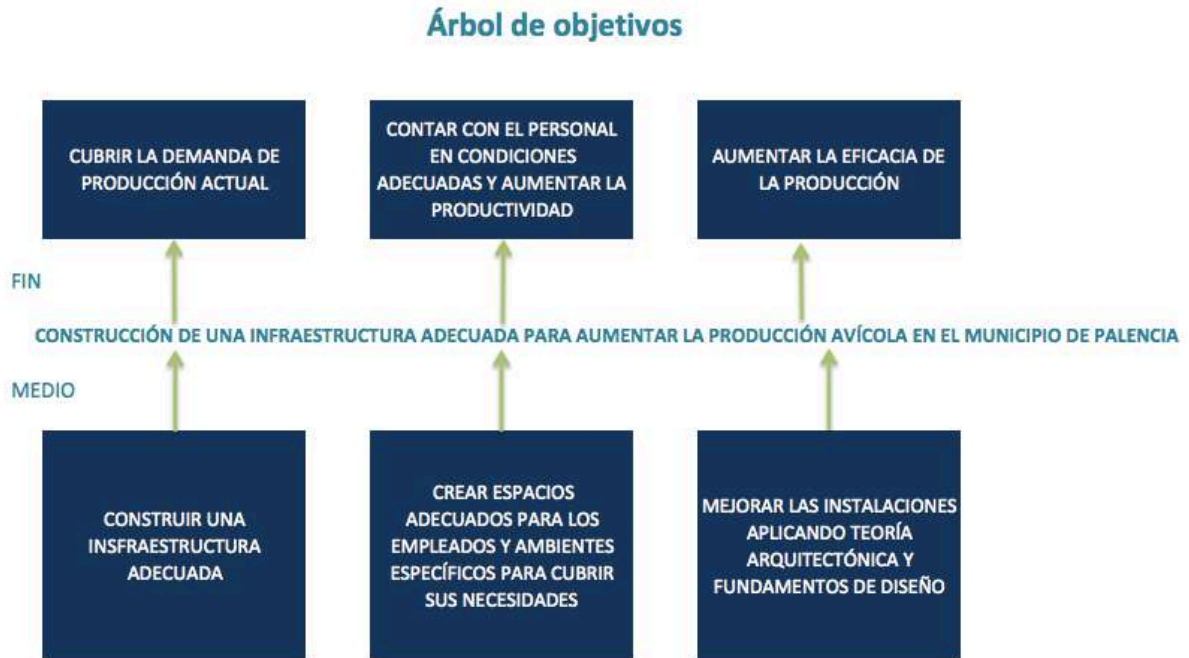 Árbol de objetivos
CUBRIR LA DEMANDA DE
PRODUCCIÓN ACTUAL
CONTAR CON EL PERSONAL
EN CONDICIONES
ADECUADAS Y AUMENTAR LA
PRODUCTIVIDAD
AUMENTAR LA EFICACIA DE
LA PRODUCCIÓN
FIN
CONSTRUCCIÓN DE UNA INFRAESTRUCTURA ADECUADA PARA AUMENTAR LA PRODUCCIÓN AVÍCOLA EN EL MUNICIPIO DE PALENCIA
MEDIO
CONSTRUIR UNA
INSFRAESTRUCTURA
ADECUADA
CREAR ESPACIOS
ADECUADOS PARA LOS
EMPLEADOS Y AMBIENTES
ESPECÍFICOS PARA CUBRIR
SUS NECESIDADES
MEJORAR LAS INSTALACIONES
APLICANDO TEORÍA
ARQUITECTÓNICA Y
FUNDAMENTOS DE DISEÑO